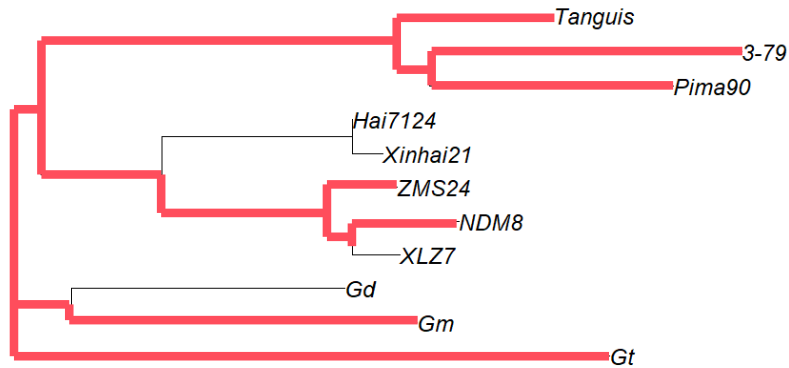 Tanguis
3-79
Pima90
Hai7124
Xinhai21
ZMS24
NDM8
XLZ7
Gd
Gm
Gt